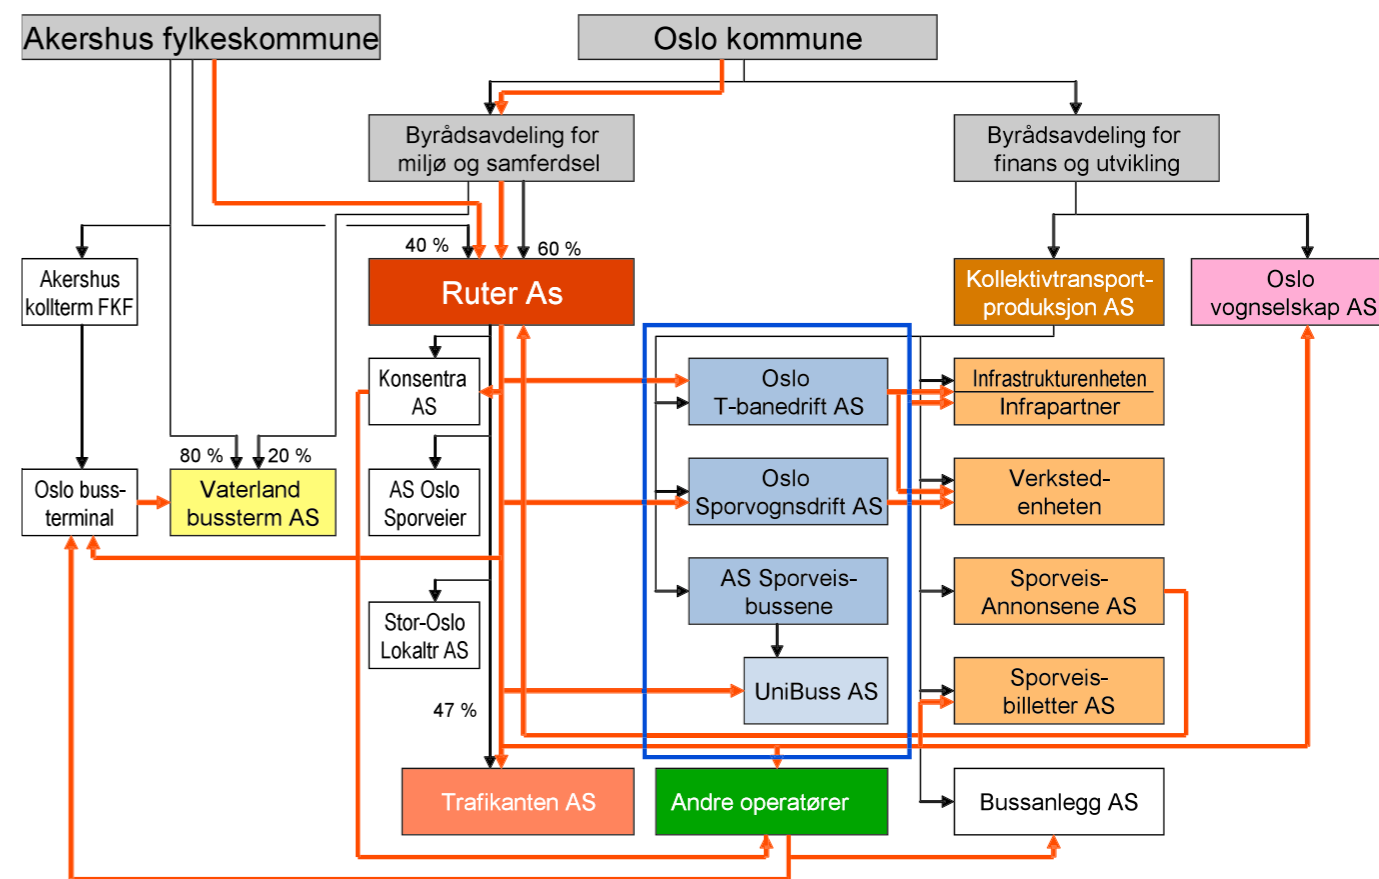 Akershus fylkeskommune
Oslo kommune
Byrådsavdeling for
miljø og samferdsel
Byrådsavdeling for
finans og utvikling
40 %
60 %
Akershus
kollterm FKF
Ruter As
Kollektivtransport-
produksjon AS
Oslo
vognselskap AS
Konsentra
AS
Oslo
T-banedrift AS
Infrastrukturenheten
Infrapartner
80 %
20 %
Oslo buss-
terminal
Vaterland
bussterm AS
AS Oslo
Sporveier
Oslo
Sporvognsdrift AS
Verksted-
enheten
AS Sporveis-
bussene
Sporveis-
Annonsene AS
Stor-Oslo
Lokaltr AS
UniBuss AS
Sporveis-
billetter AS
47 %
Trafikanten AS
Andre operatører
Bussanlegg AS